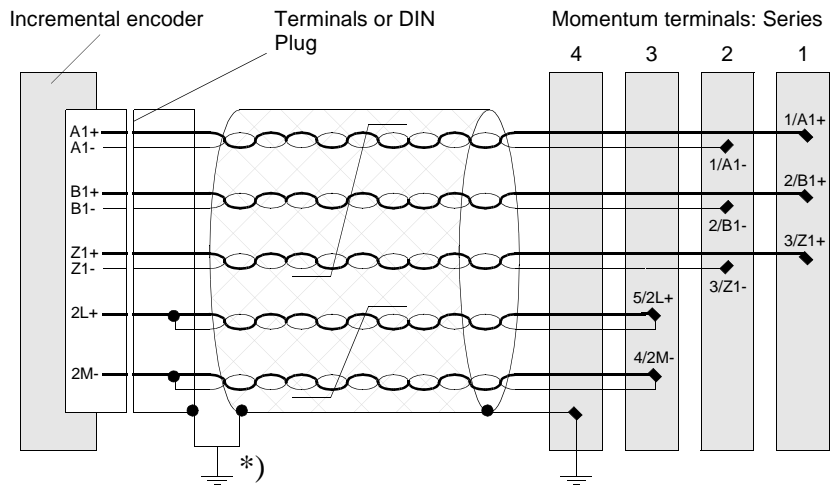 Incremental encoder
Terminals or DIN
Plug
Momentum terminals: Series
4
3
2
1
A1+
A1-
1/A1+
1/A1-
B1+
B1-
2/B1+
2/B1-
Z1+
Z1-
3/Z1+
3/Z1-
2L+
5/2L+
2M-
4/2M-
*)